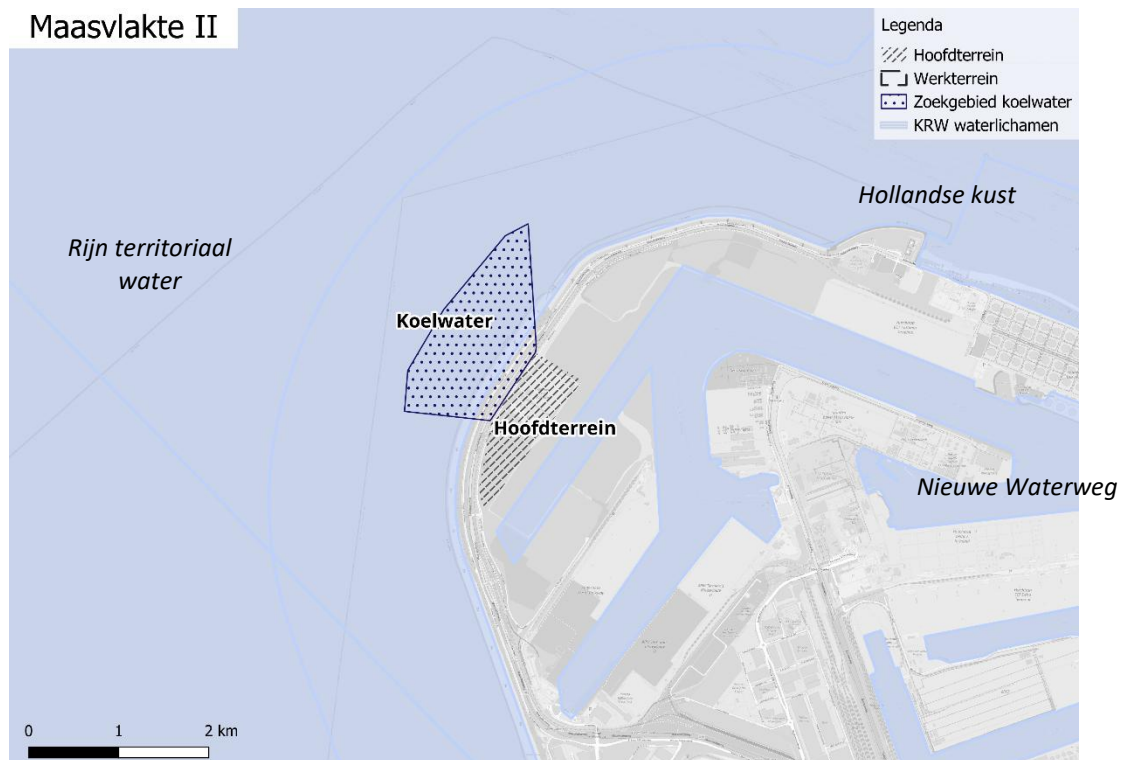 Maasvlakte II
Legenda
Hoofdterrein
Werkterrein
Zoekgebied koelwater
KRW waterlichamen
Hollandse kust
Rijn territoriaal
water
Koelwater
Hoofdterrein
Nieuwe Waterweg
0 1 2 km